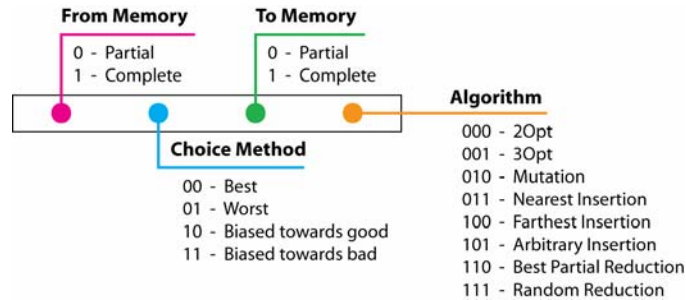 From Memory
0 - Partial
1 - Complete
To Memory
0 - Partial
1 - Complete
Choice Method
00 - Best
01 - Worst
10 - Biased towards good
11 - Biased towards bad
Algorithm
000 - 2Opt
001 - 3Opt
010 - Mutation
011 - Nearest Insertion
100 - Farthest Insertion
101 - Arbitrary Insertion
110 - Best Partial Reduction
111 - Random Reduction